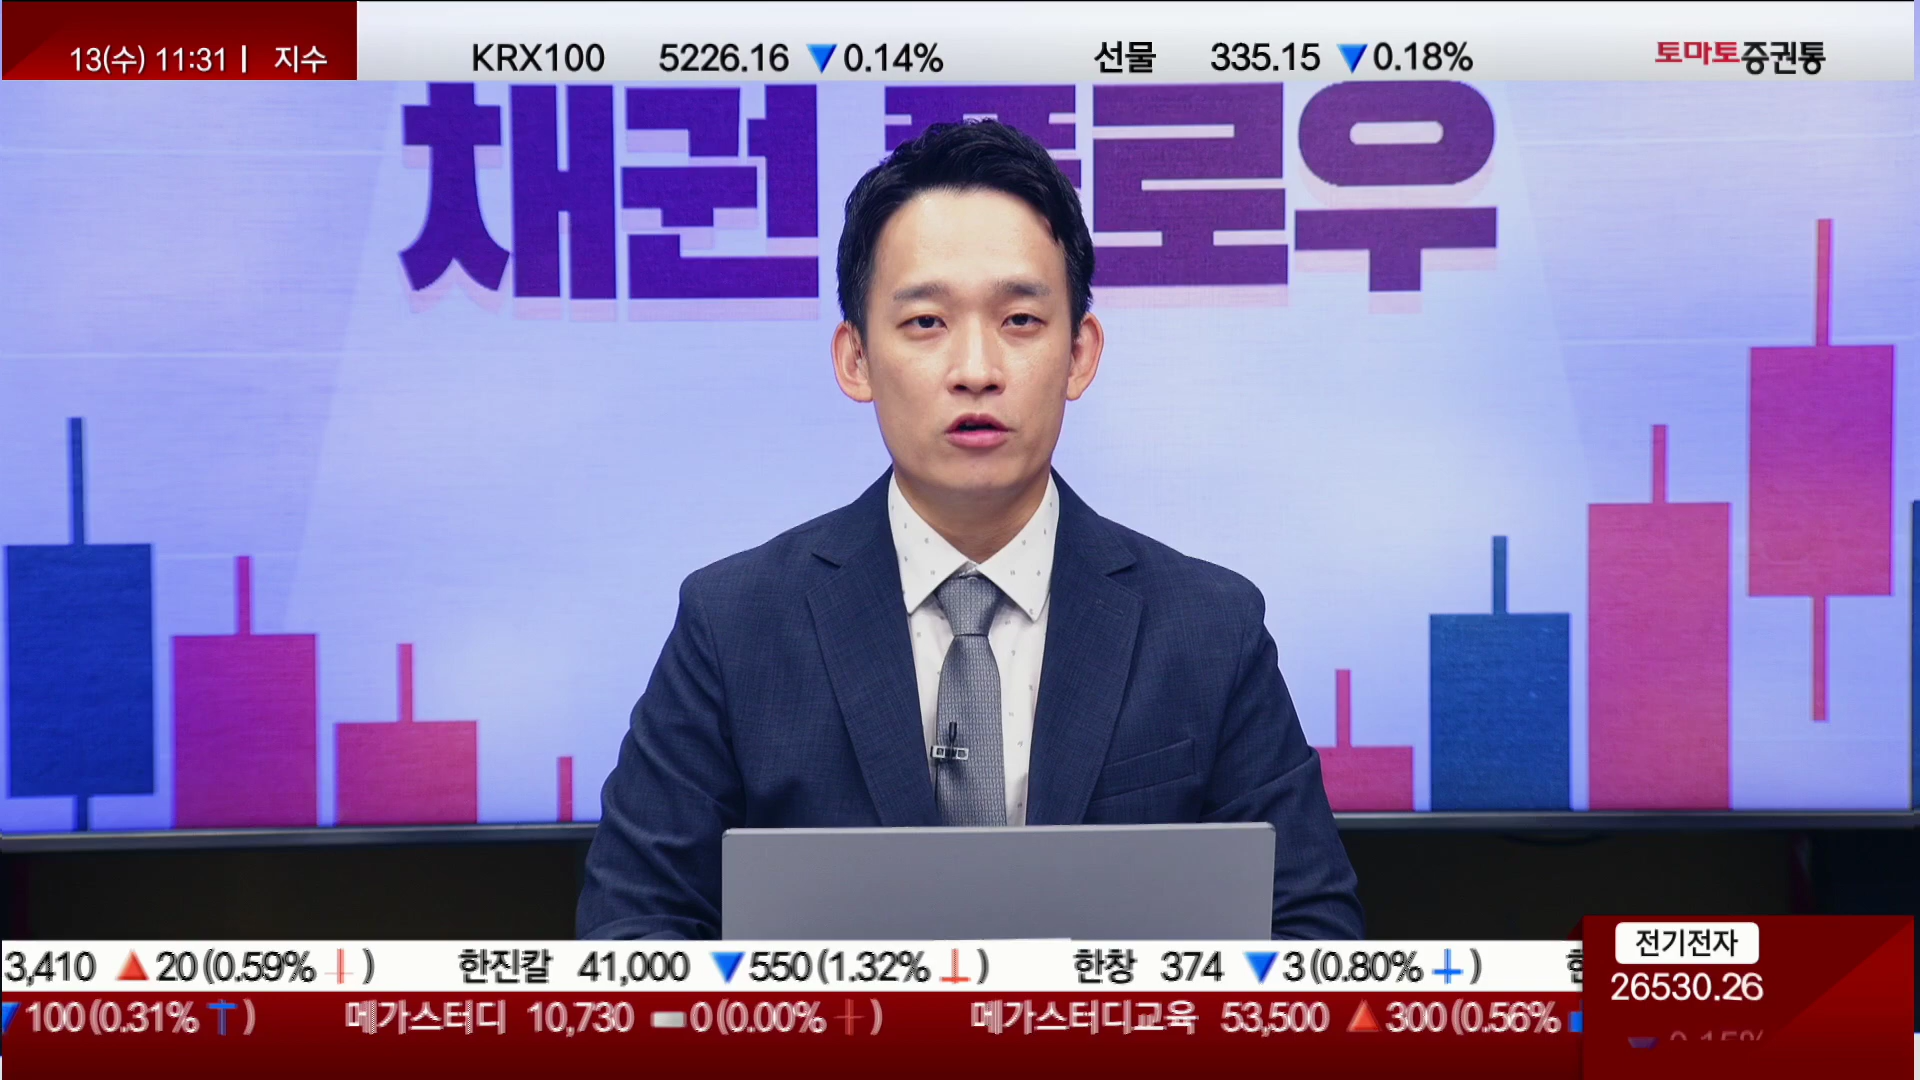 13(수) 11:31 | 지수 KRX100 5226.16 ▼0.14% 선물 335.15 ▼0.18% 토마토증권통
채권 플로우
3,410 ▲20(0.59% ) 한진칼 41,000 ▼550(1.32% ) 한창 374 ▼3(0.80% )
▼100(0.31% ) 메가스터디 10,730 0(0.00% ) 메가스터디교육 53,500 ▲300(0.56%
전기전자
26530.26
▼0.15%